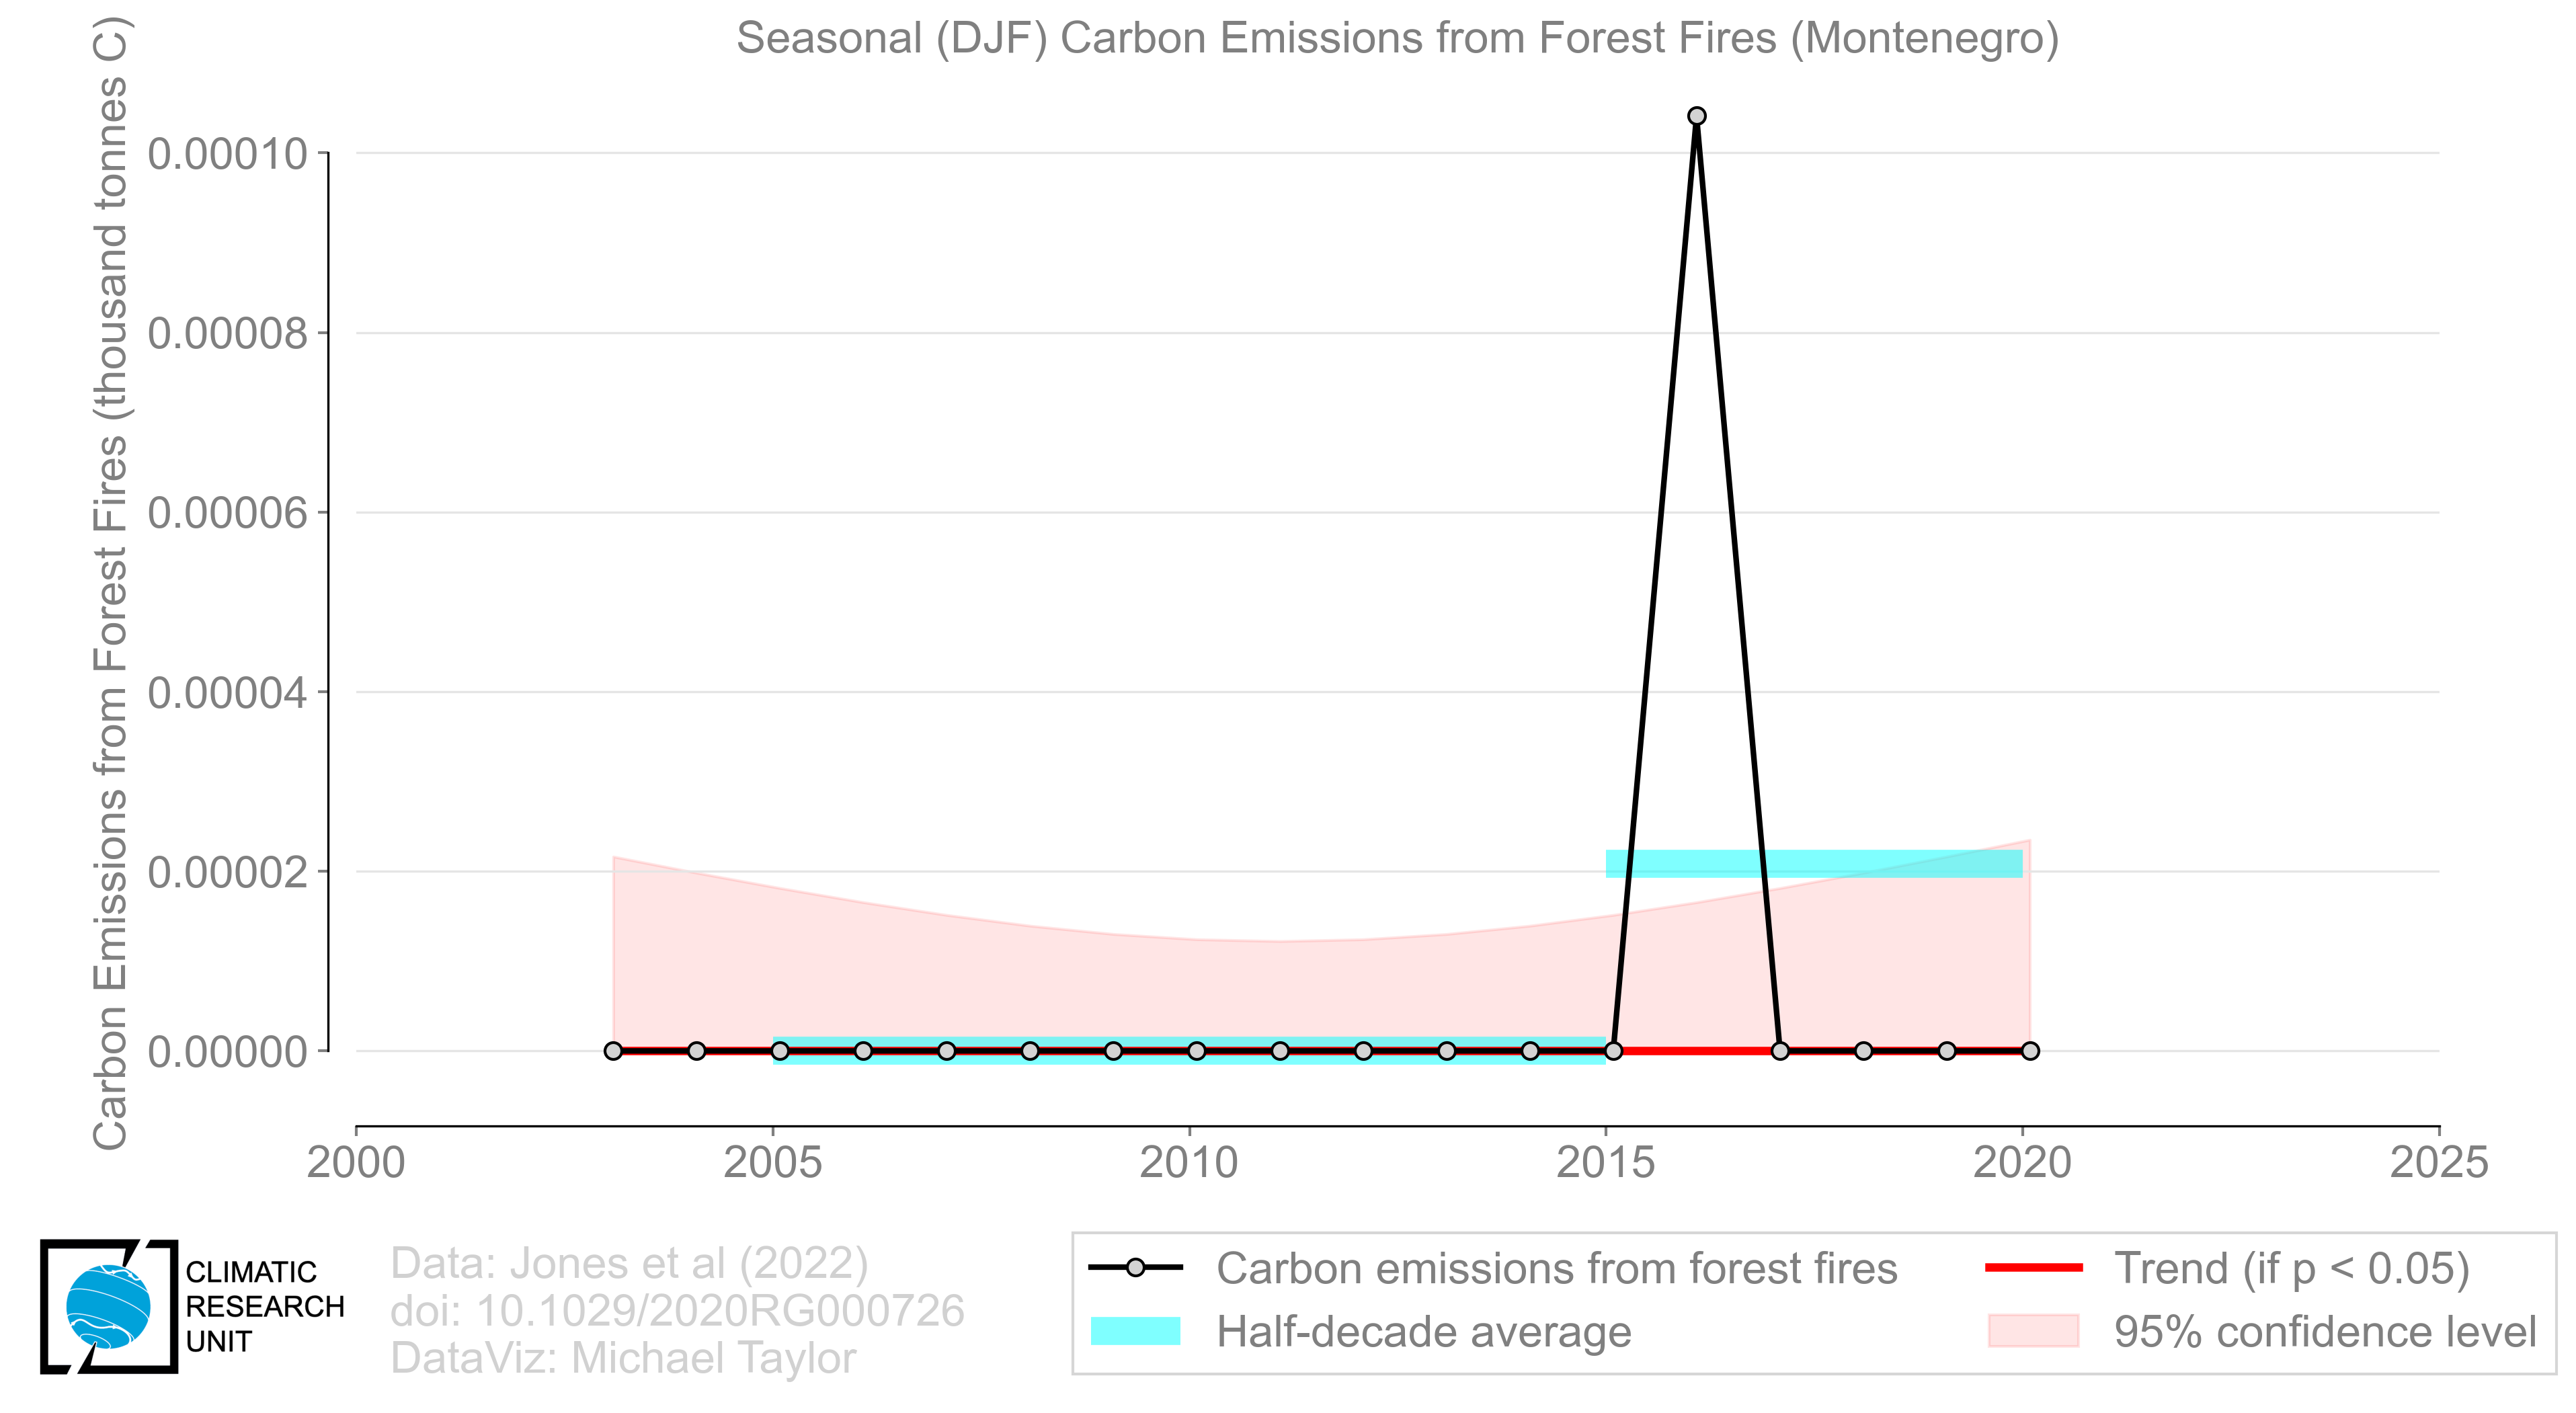 Seasonal (DJF) Carbon Emissions from Forest Fires (Montenegro)
Carbon Emissions from Forest Fires (thousand tonnes C)
0.00010
0.00008
0.00006
0.00004
0.00002
0.00000
2000
2005
2010
2015
2020
2025
CLIMATIC
RESEARCH
UNIT
Data: Jones et al (2022)
doi: 10.1029/2020RG000726
DataViz: Michael Taylor
Carbon emissions from forest fires
Half-decade average
Trend (if p < 0.05)
95% confidence level